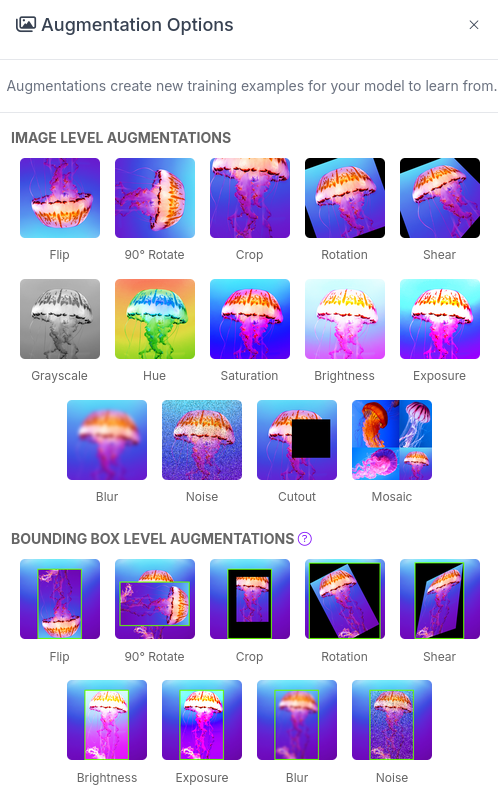 Augmentation Options
Augmentations create new training examples for your model to learn from.
IMAGE LEVEL AUGMENTATIONS
Flip 90° Rotate Crop Rotation Shear
Grayscale Hue Saturation Brightness Exposure
Blur Noise Cutout Mosaic
BOUNDING BOX LEVEL AUGMENTATIONS ?
Flip 90° Rotate Crop Rotation Shear
Brightness Exposure Blur Noise